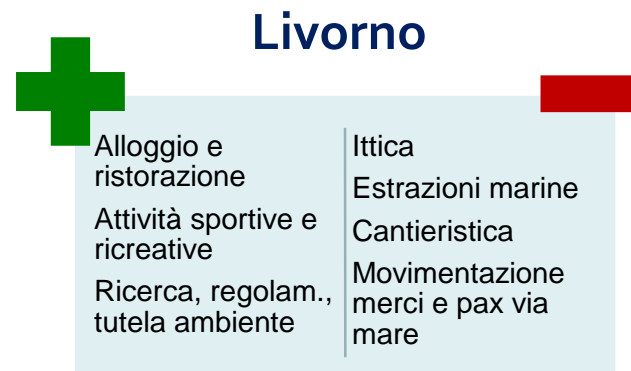 Livorno
Alloggio e
ristorazione
Attività sportive e
ricreative
Ricerca, regolam.,
tutela ambiente
Ittica
Estrazioni marine
Cantieristica
Movimentazione
merci e pax via
mare